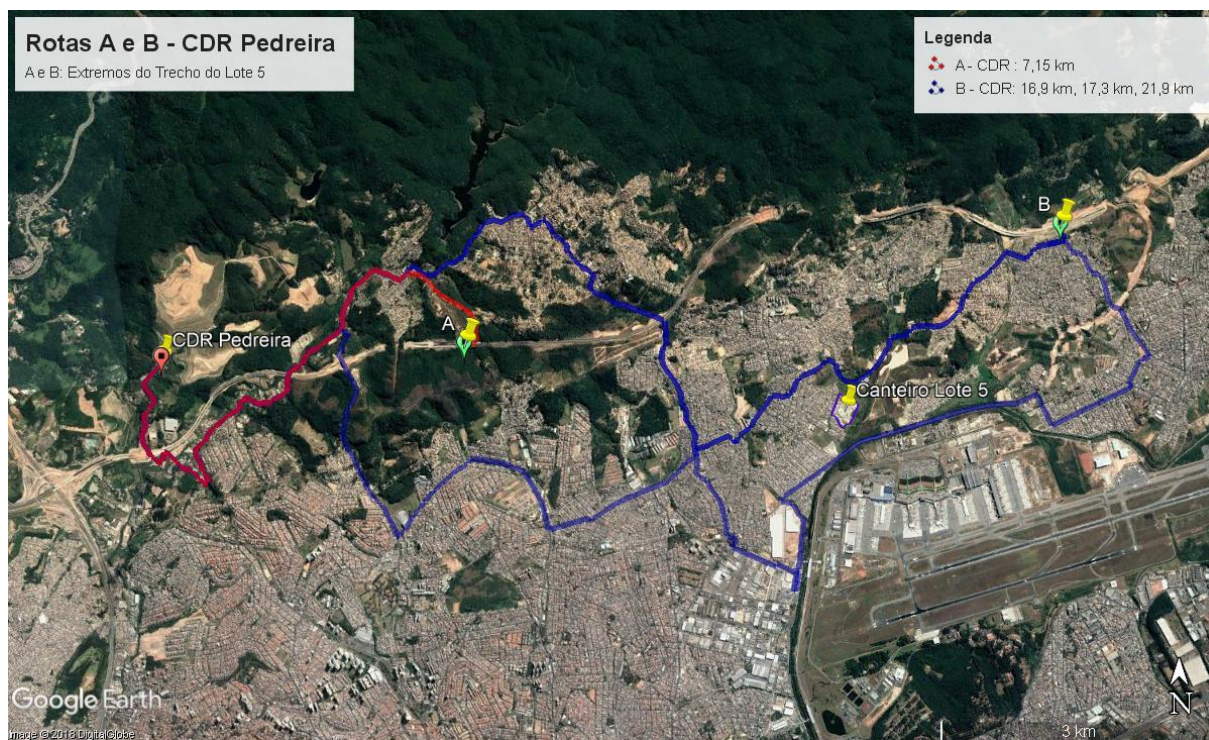 Rotas A e B - CDR Pedreira
A e B: Extremos do Trecho do Lote 5
Legenda
A - CDR : 7,15 km
B - CDR: 16,9 km, 17,3 km, 21,9 km
B
A
CDR Pedreira
Canteiro Lote 5
Google Earth
Image © 2018 DigitalGlobe
N
3 km